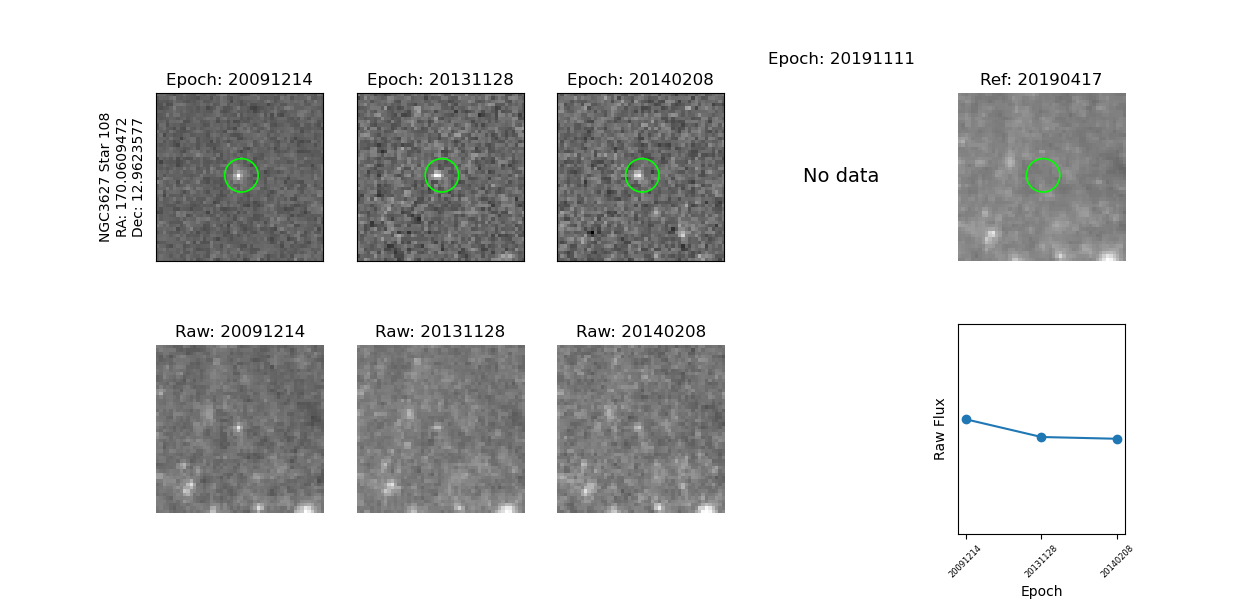 Epoch: 20091214
Epoch: 20131128
Epoch: 20140208
Epoch: 20191111
Ref: 20190417
NGC3627 Star 108
RA: 170.0609472
Dec: 12.9623577
No data
Raw: 20091214
Raw: 20131128
Raw: 20140208
Raw Flux
20091214
20131128
20140208
Epoch